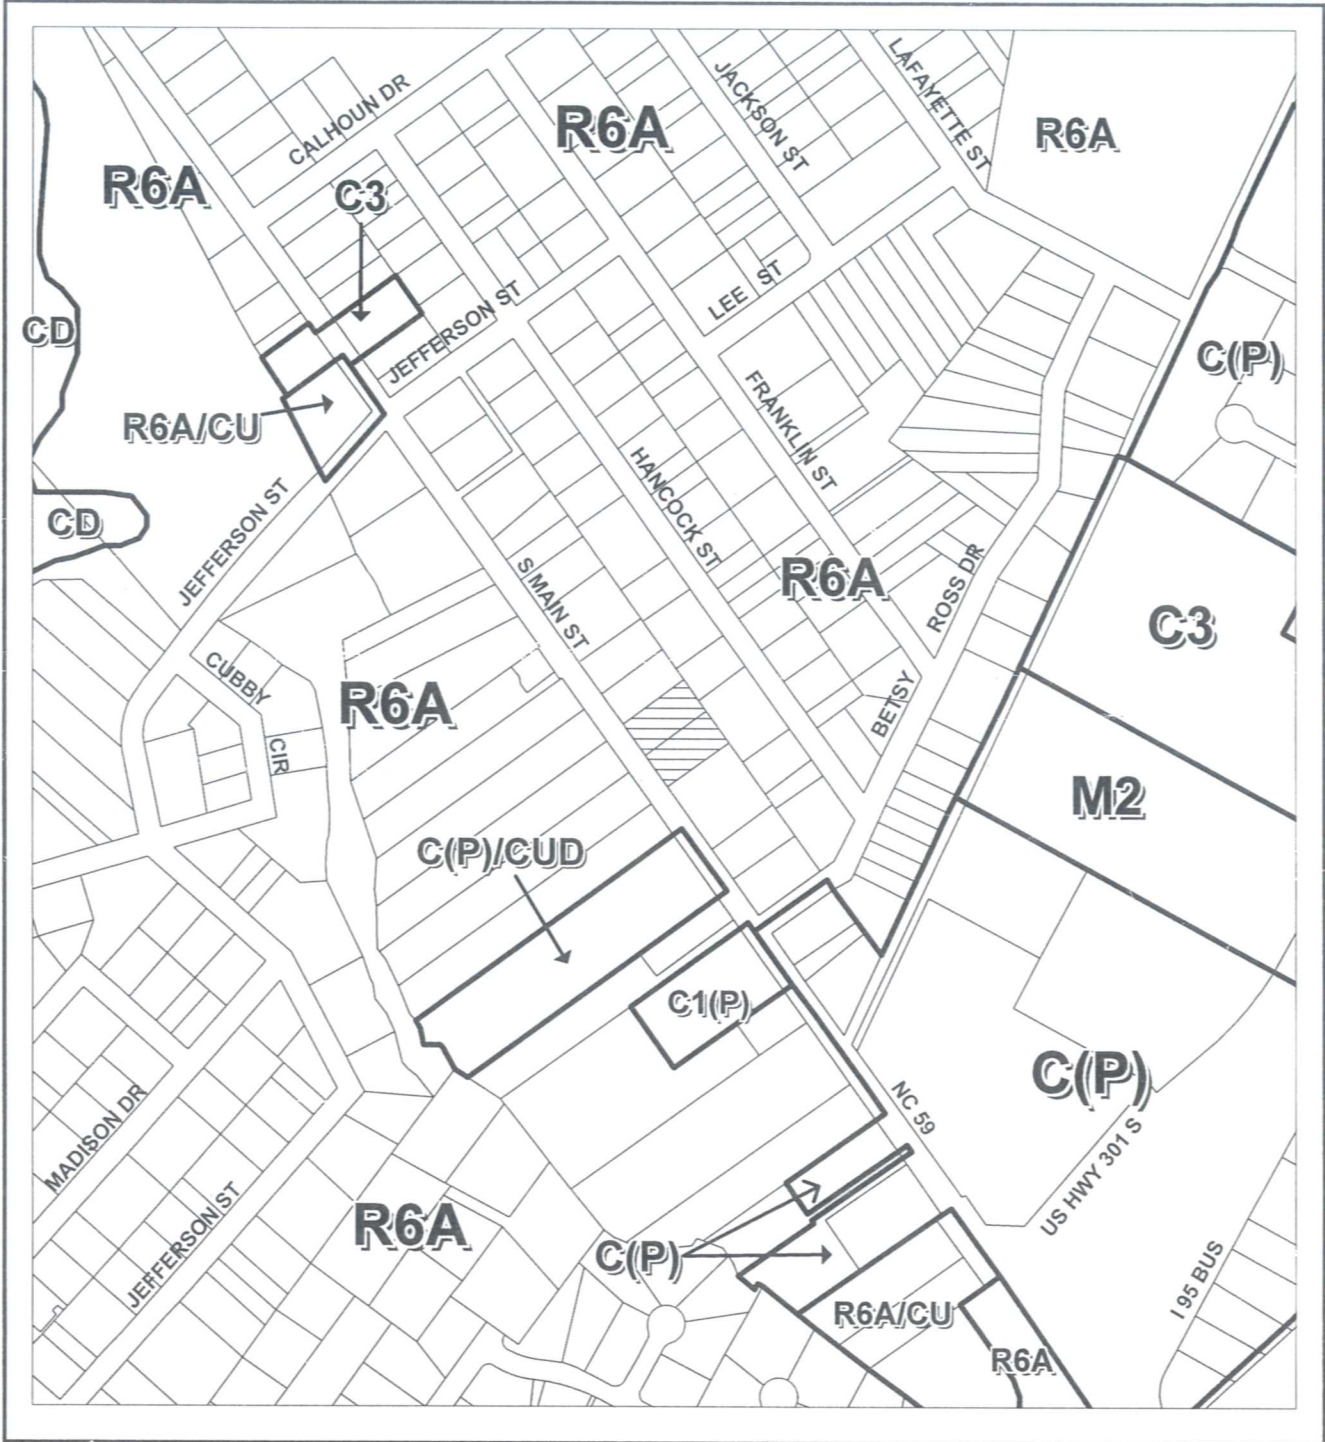 LAFAYETTE ST
JACKSON ST
CALHOUN DR
R6A
R6A
R6A
C3
LEE ST
JEFFERSON ST
CD
C(P)
R6A/CU
FRANKLIN ST
HANCOCK ST
CD
JEFFERSON ST
S MAIN ST
R6A
BETSY ROSS DR
C3
CUBBY CIR
R6A
M2
C(P)/CUD
C1(P)
C(P)
NC 59
MADISON DR
US HWY 301 S
JEFFERSON ST
R6A
C(P)
I 95 BUS
R6A/CU
R6A